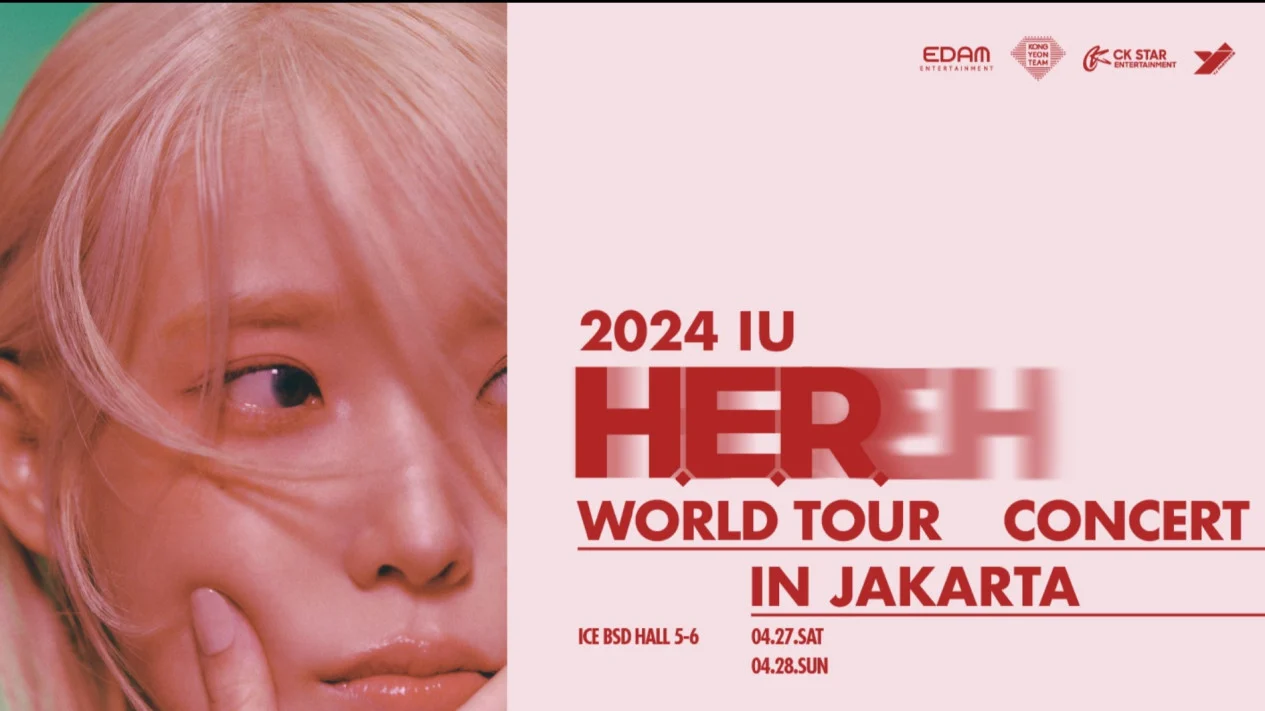 EDAM
ENTERTAINMENT
KONG
YEON
TEAM
CK STAR
ENTERTAINMENT
2024 IU
H.E.R.EH
WORLD TOUR CONCERT
IN JAKARTA
ICE BSD HALL 5-6 04.27.SAT
04.28.SUN